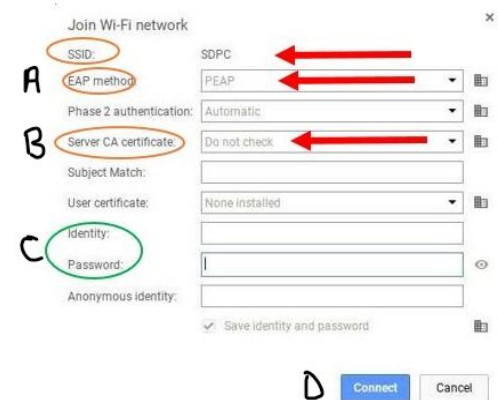 Join Wi-Fi network
SSID: SDPC
A EAP method: PEAP
Phase 2 authentication: Automatic
B Server CA certificate: Do not check
Subject Match:
User certificate: None installed
C Identity:
Password:
Anonymous identity:
Save identity and password
D Connect Cancel